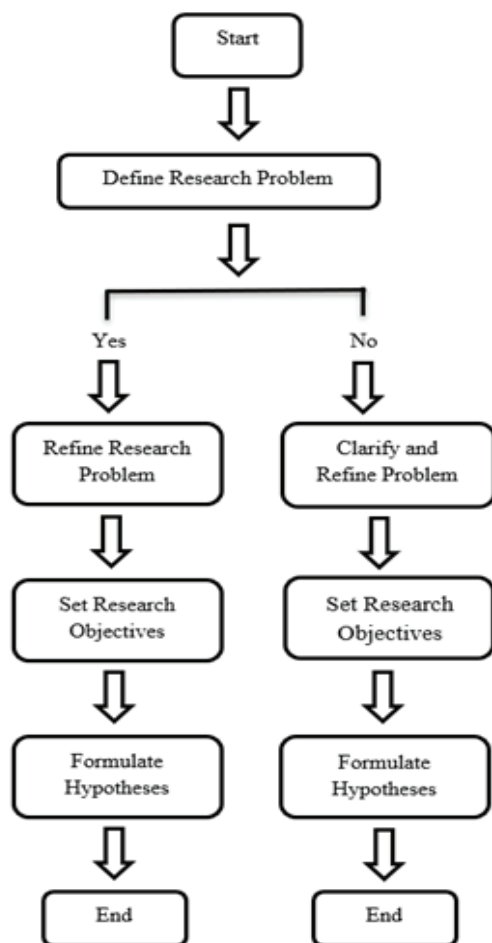 Start
Define Research Problem
Yes
No
Refine Research
Problem
Clarify and
Refine Problem
Set Research
Objectives
Set Research
Objectives
Formulate
Hypotheses
Formulate
Hypotheses
End
End